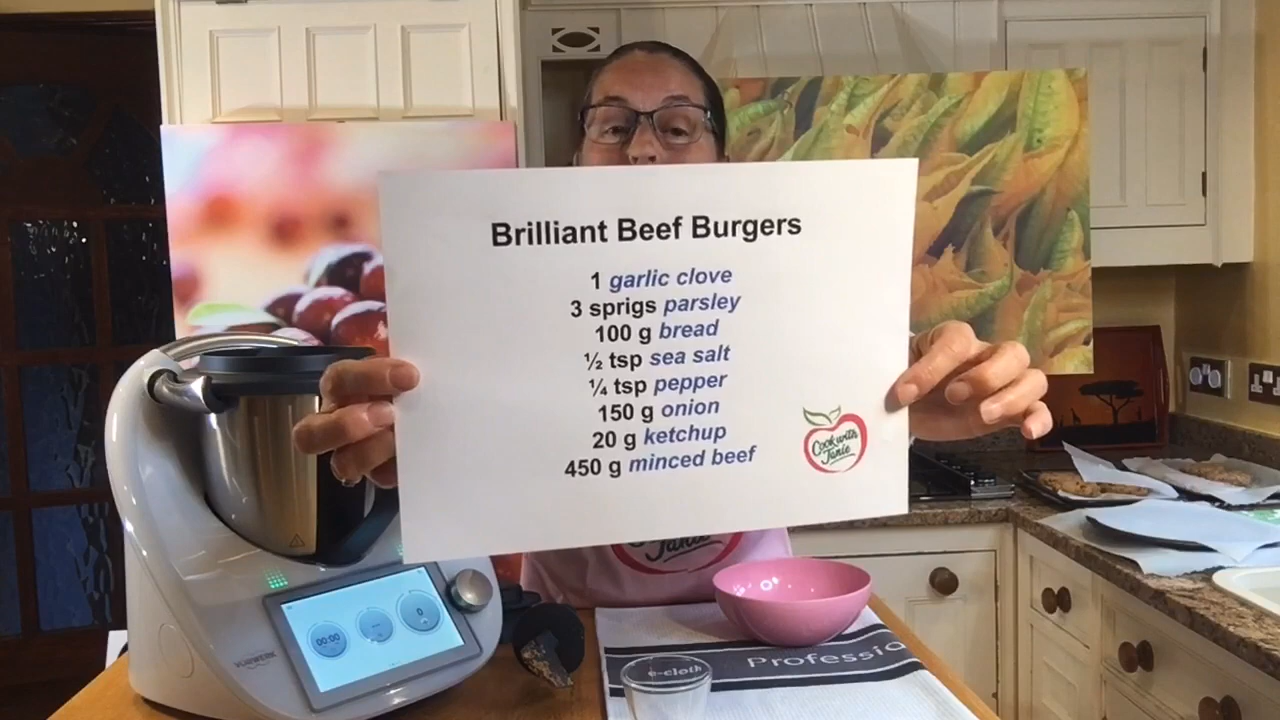 Brilliant Beef Burgers
1 garlic clove
3 sprigs parsley
100 g bread
½ tsp sea salt
¼ tsp pepper
150 g onion
20 g ketchup
450 g minced beef
Cook with
Janie
Janie
00:00
0
VORWERK
e-cloth
Professio